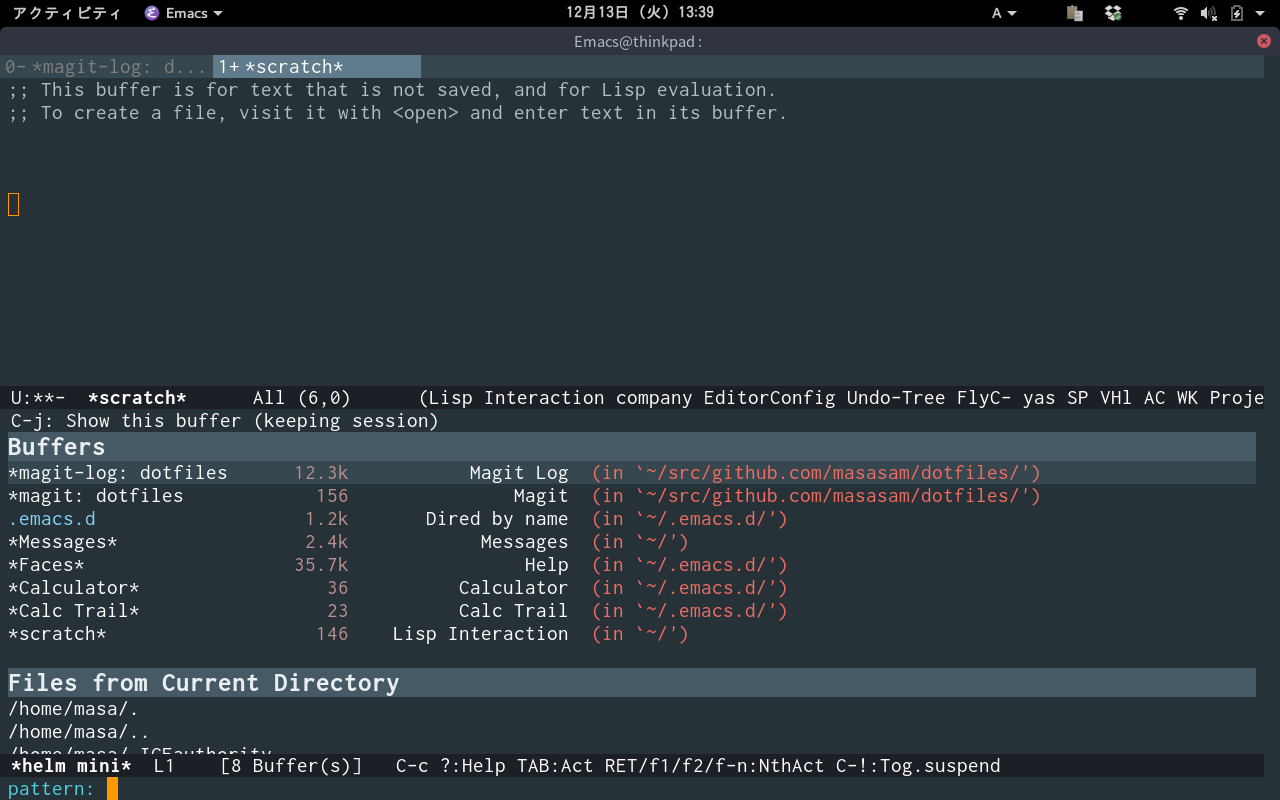 アクティビティ Emacs 12月13日 (火) 13:39 A
Emacs@thinkpad:
0- *magit-log: d... 1+ *scratch*
;; This buffer is for text that is not saved, and for Lisp evaluation.
;; To create a file, visit it with <open> and enter text in its buffer.
U:**-  *scratch*      All (6,0)      (Lisp Interaction company EditorConfig Undo-Tree FlyC- yas SP VHl AC WK Proje
C-j: Show this buffer (keeping session)
Buffers
*magit-log: dotfiles      12.3k           Magit Log  (in `~/src/github.com/masasam/dotfiles/')
*magit: dotfiles            156               Magit  (in `~/src/github.com/masasam/dotfiles/')
.emacs.d                   1.2k       Dired by name  (in `~/.emacs.d/')
*Messages*                 2.4k            Messages  (in `~/')
*Faces*                   35.7k                Help  (in `~/.emacs.d/')
*Calculator*                 36          Calculator  (in `~/.emacs.d/')
*Calc Trail*                 23          Calc Trail  (in `~/.emacs.d/')
*scratch*                   146    Lisp Interaction  (in `~/')
Files from Current Directory
/home/masa/.
/home/masa/..
/home/masa/.ICEauthority
*helm mini*  L1    [8 Buffer(s)]   C-c ?:Help TAB:Act RET/f1/f2/f-n:NthAct C-!:Tog.suspend
pattern: